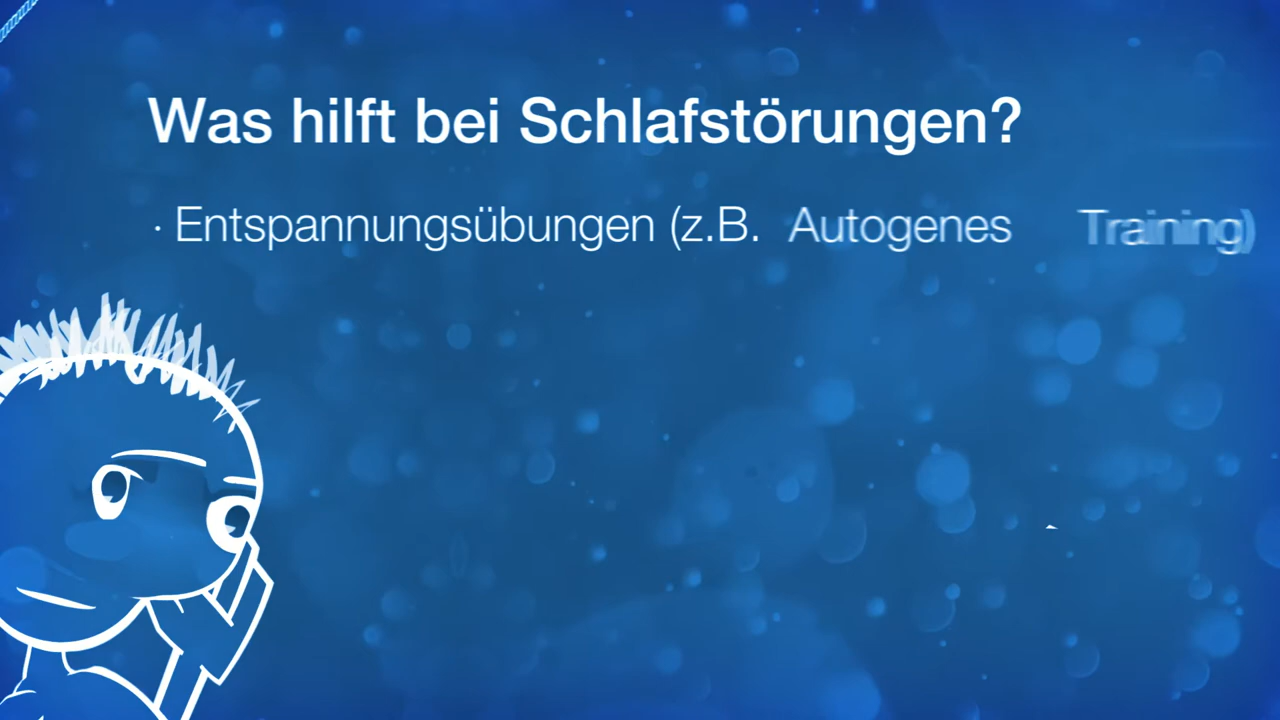 Was hilft bei Schlafstörungen?
· Entspannungsübungen (z.B. Autogenes Training)